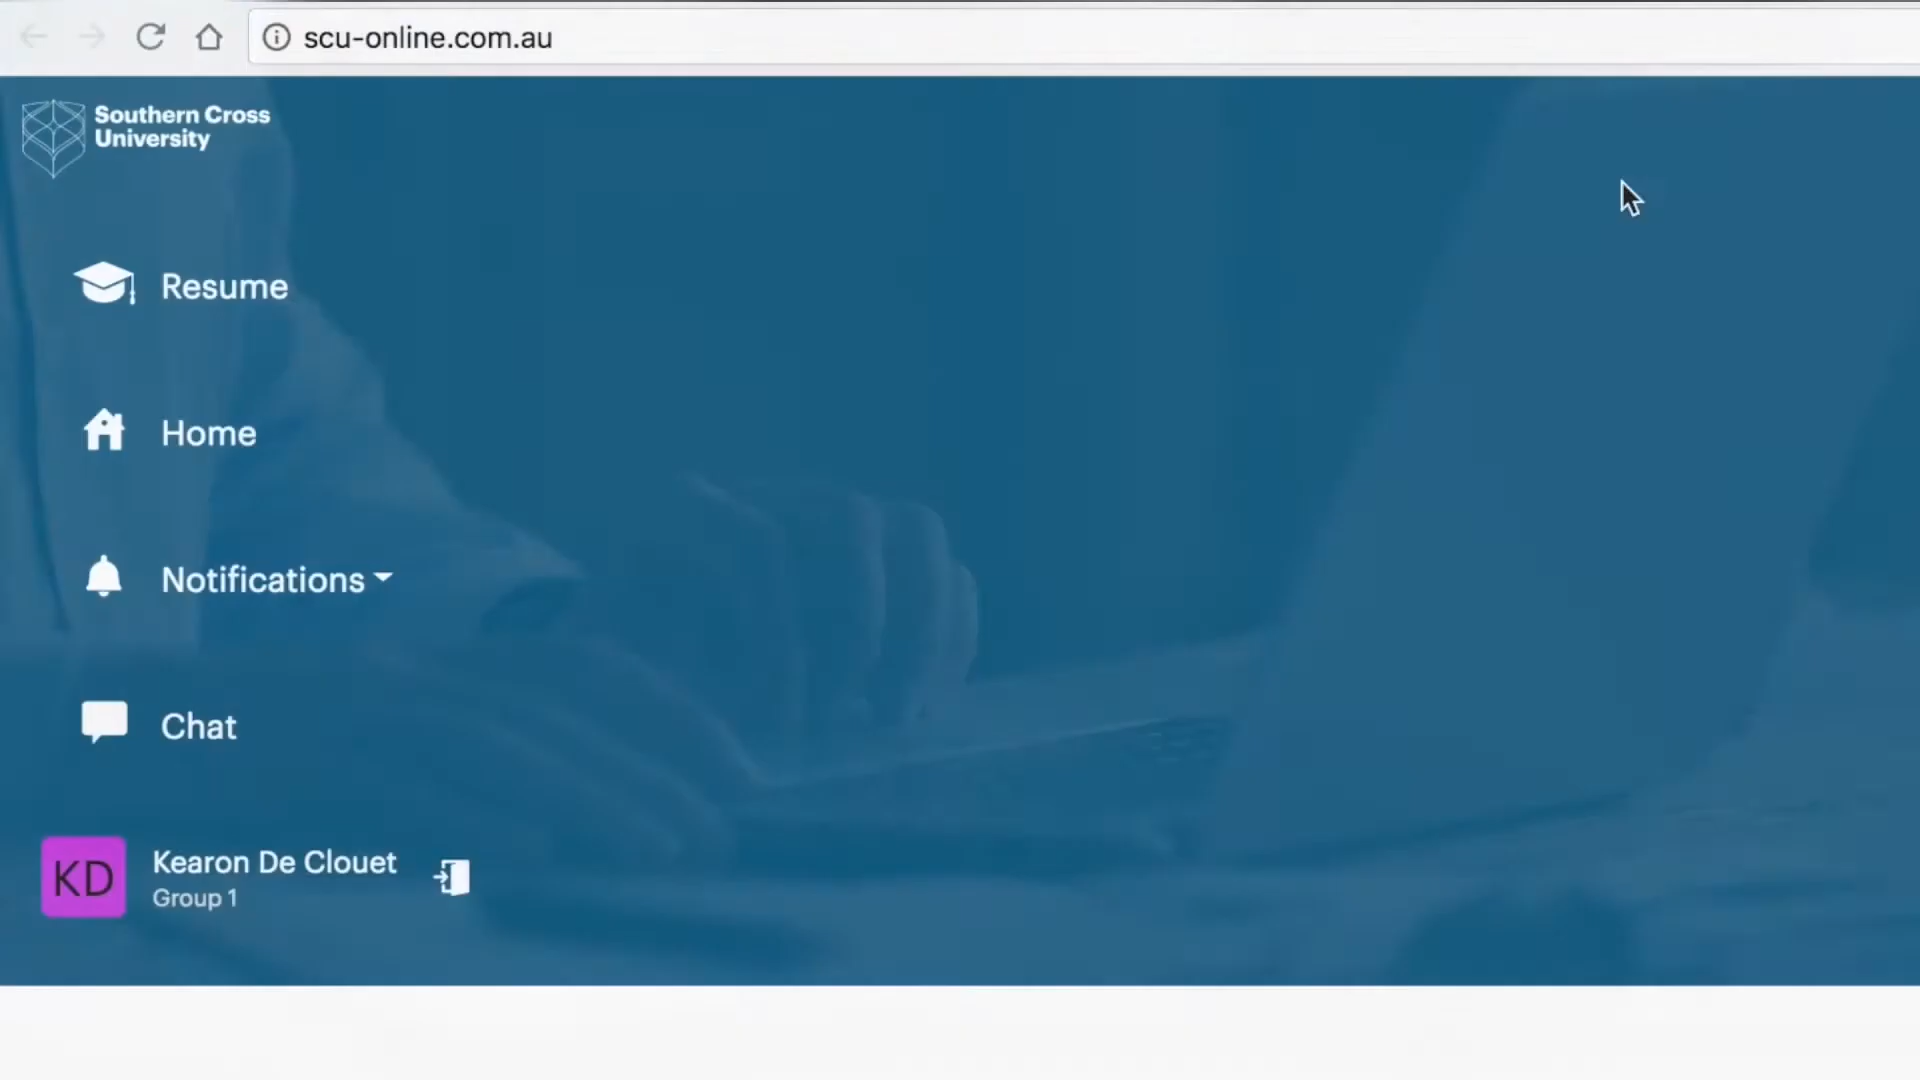 scu-online.com.au
Southern Cross
University
Resume
Home
Notifications
Chat
KD
Kearon De Clouet
Group 1